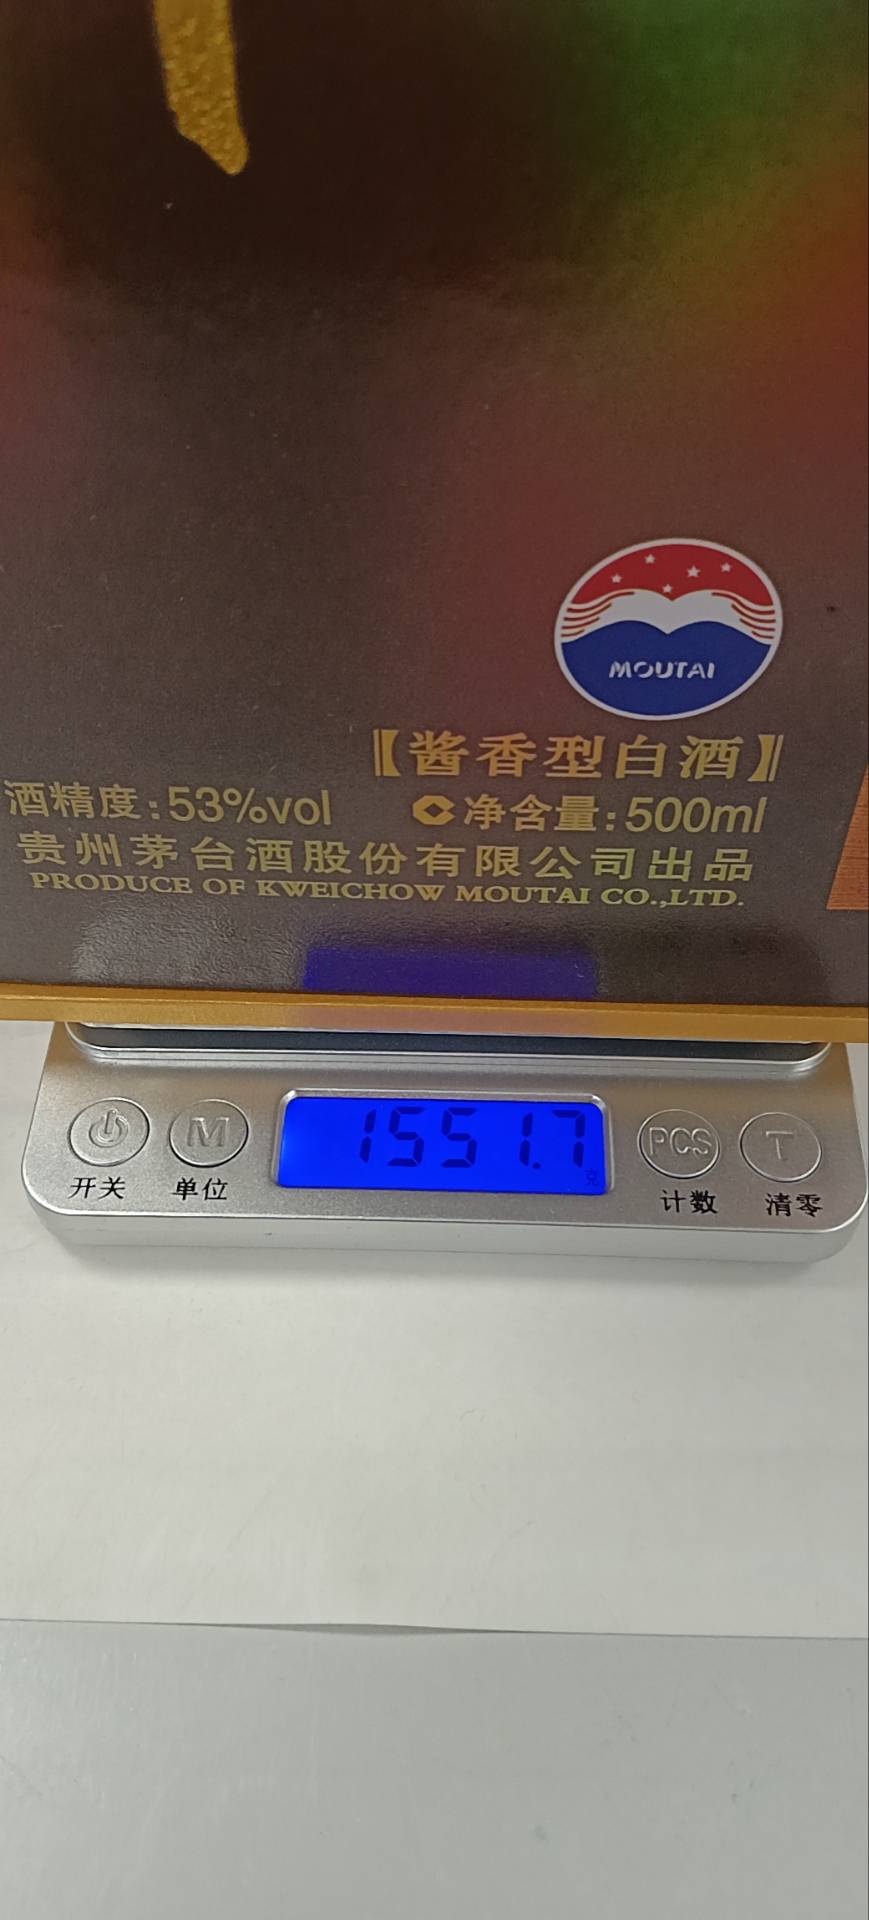 MOUTAI
【酱香型白酒】
酒精度:53%vol 净含量:500ml
贵州茅台酒股份有限公司出品
PRODUCE OF KWEICHOW MOUTAI CO.,LTD.
M 1551.7 克 PCS T
开关 单位 计数 清零